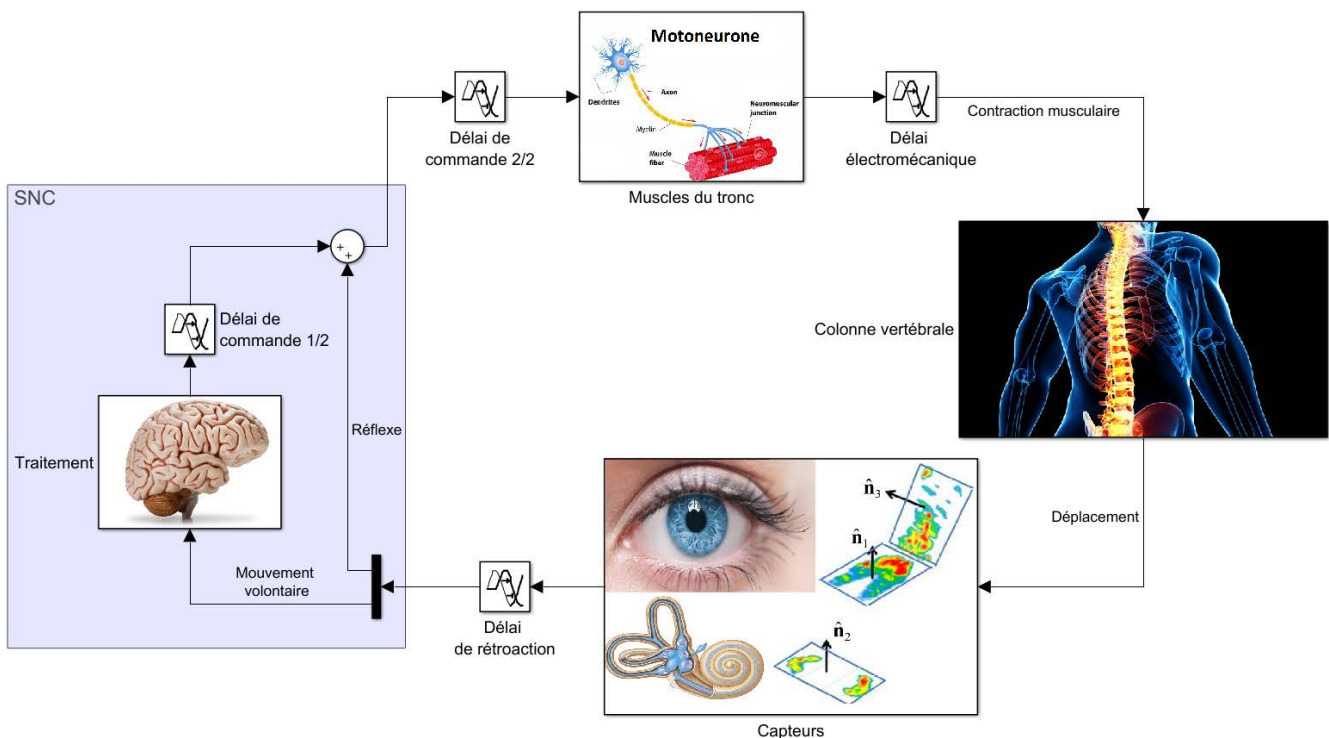 Motoneurone
Dendrites
Axon
Myelin
Neuromuscular
junction
Muscle
fiber
Muscles du tronc
Délai de
commande 2/2
Délai
électromécanique
Contraction musculaire
SNC
+
+
Délai de
commande 1/2
Colonne vertébrale
Réflexe
Traitement
Mouvement
volontaire
Délai
de rétroaction
n̂₃
n̂₁
n̂₂
Déplacement
Capteurs